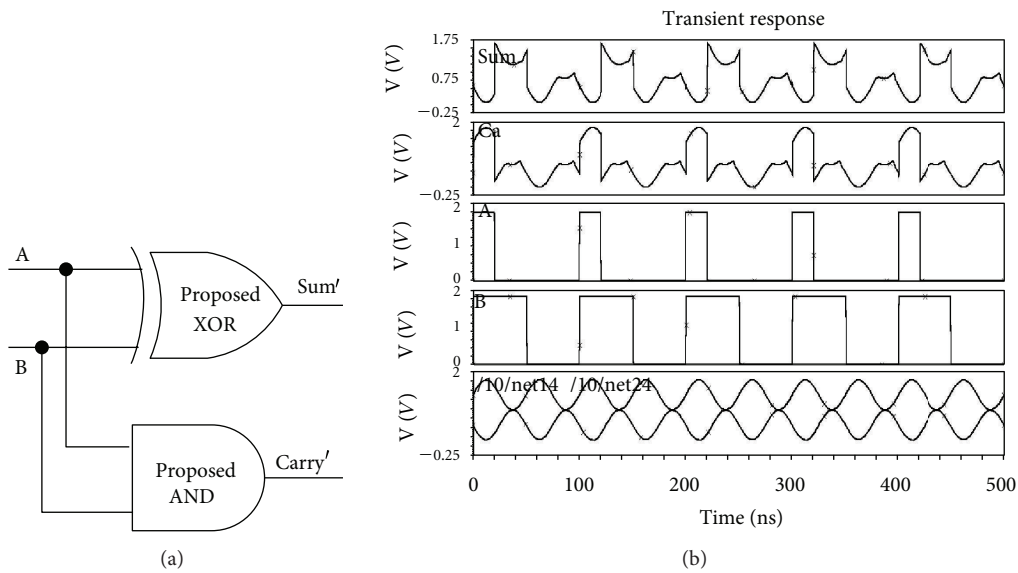 A
B
Proposed
XOR
Sum′
Proposed
AND
Carry′
(a)
Transient response
V (V)
1.75
0.75
−0.25
Sum
V (V)
2
−0.25
Ca
V (V)
2
1
0
A
V (V)
2
1
0
B
V (V)
2
−0.25
/10/net14 /10/net24
0 100 200 300 400 500
Time (ns)
(b)